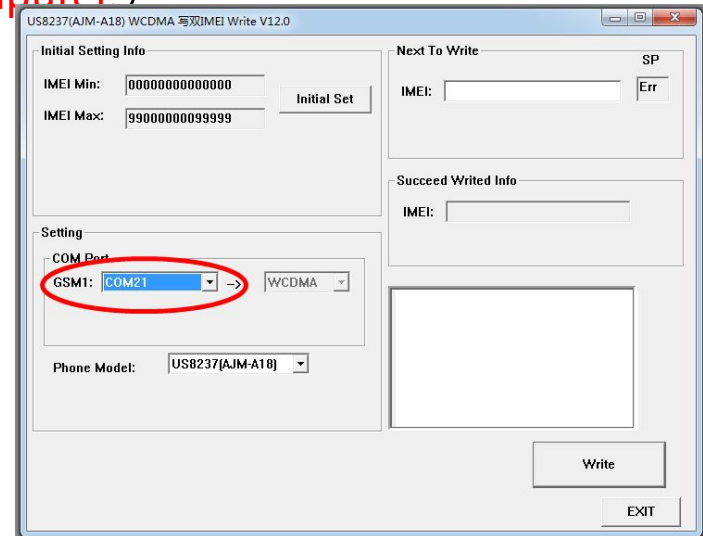 US8237(AJM-A18) WCDMA 写双IMEI Write V12.0
Initial Setting Info
IMEI Min: 00000000000000
IMEI Max: 99000000099999
Initial Set
Next To Write
SP
IMEI:
Err
Succeed Writed Info
IMEI:
Setting
COM Port
GSM1: COM21 -> WCDMA
Phone Model: US8237(AJM-A18)
Write
EXIT